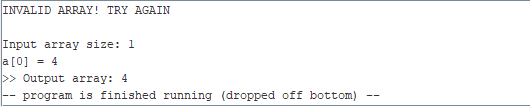 INVALID ARRAY! TRY AGAIN
Input array size: 1
a[0] = 4
>> Output array: 4
-- program is finished running (dropped off bottom) --